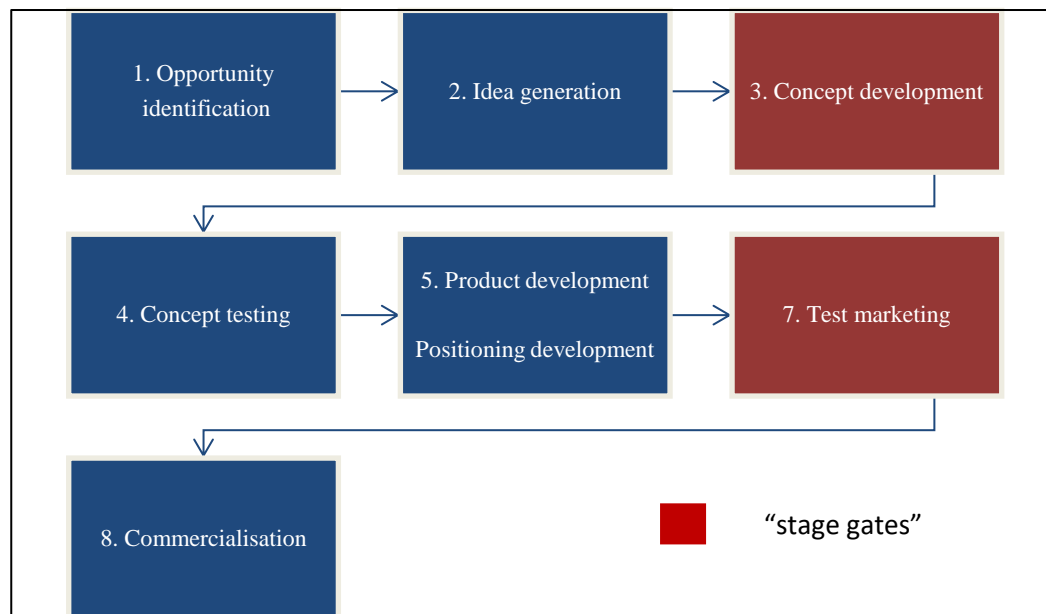 1. Opportunity
identification
2. Idea generation
3. Concept development
4. Concept testing
5. Product development
Positioning development
7. Test marketing
8. Commercialisation
“stage gates”